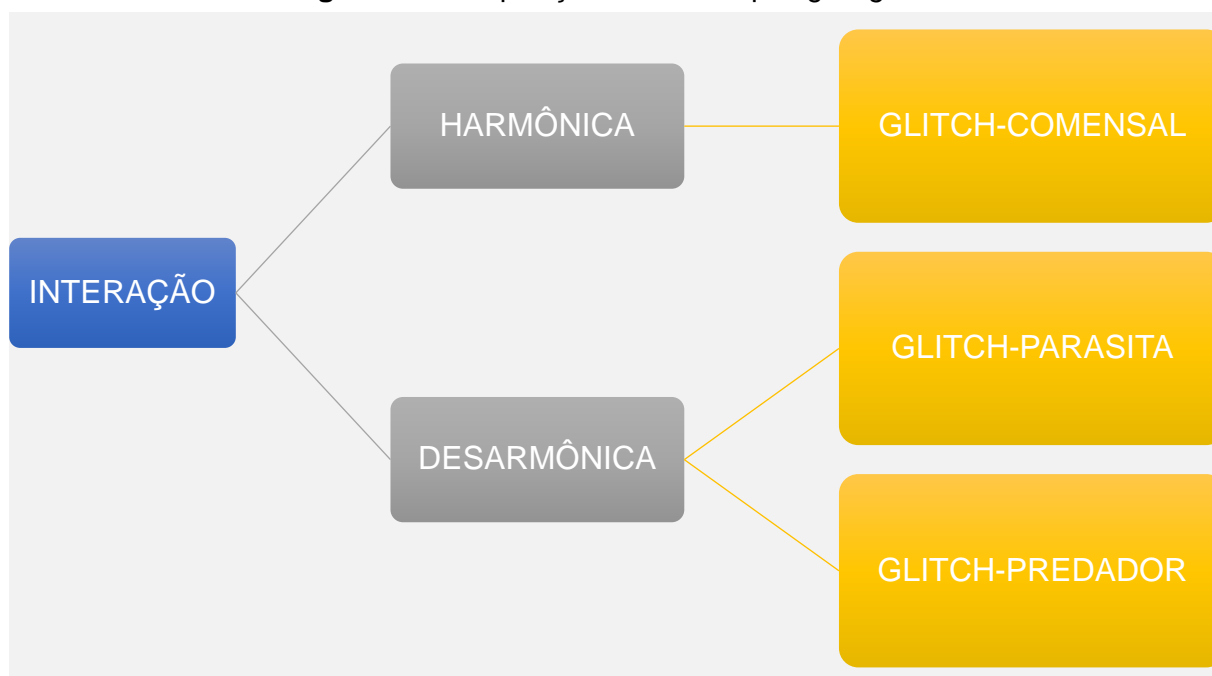 HARMÔNICA
GLITCH-COMENSAL
INTERAÇÃO
GLITCH-PARASITA
DESARMÔNICA
GLITCH-PREDADOR